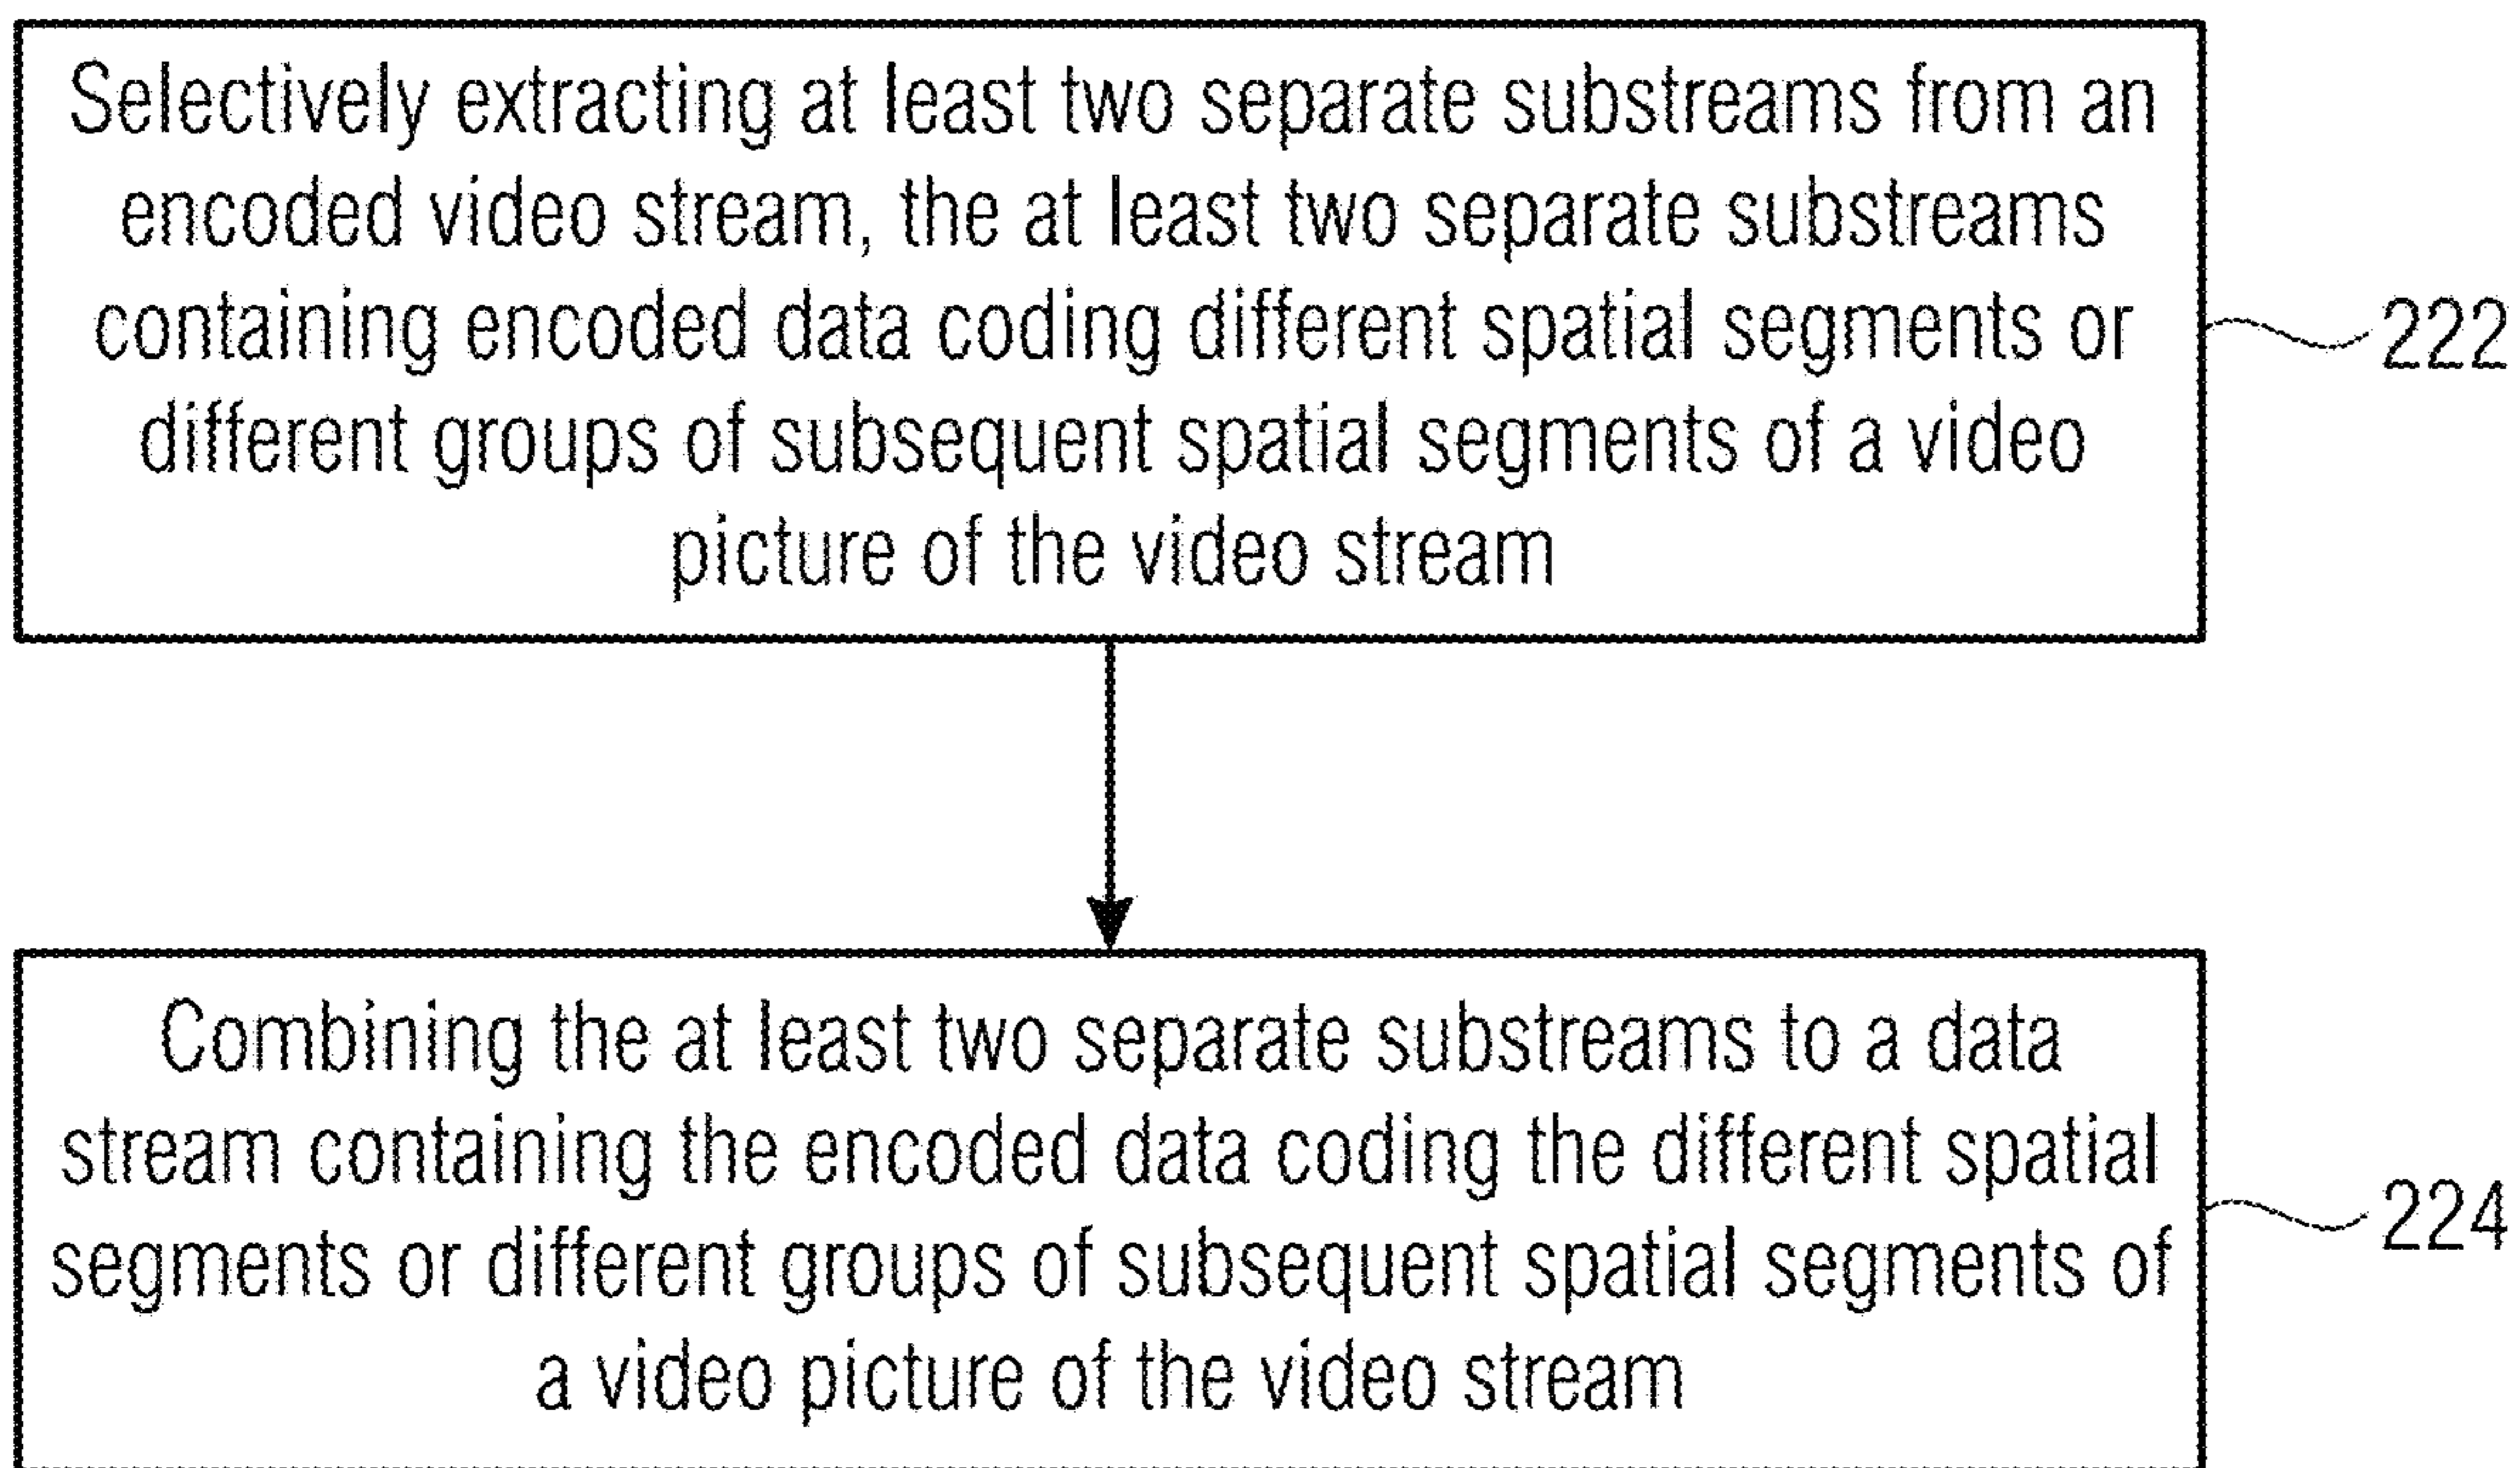 Selectively extracting at least two separate substreams from an
encoded video stream, the at least two separate substreams
containing encoded data coding different spatial segments or
222
different groups of subsequent spatial segments of a video
picture of the video stream
Combining the at least two separate substreams to a data
stream containing the encoded data coding the different spatial
224
segments or different groups of subsequent spatial segments of
a video picture of the video stream